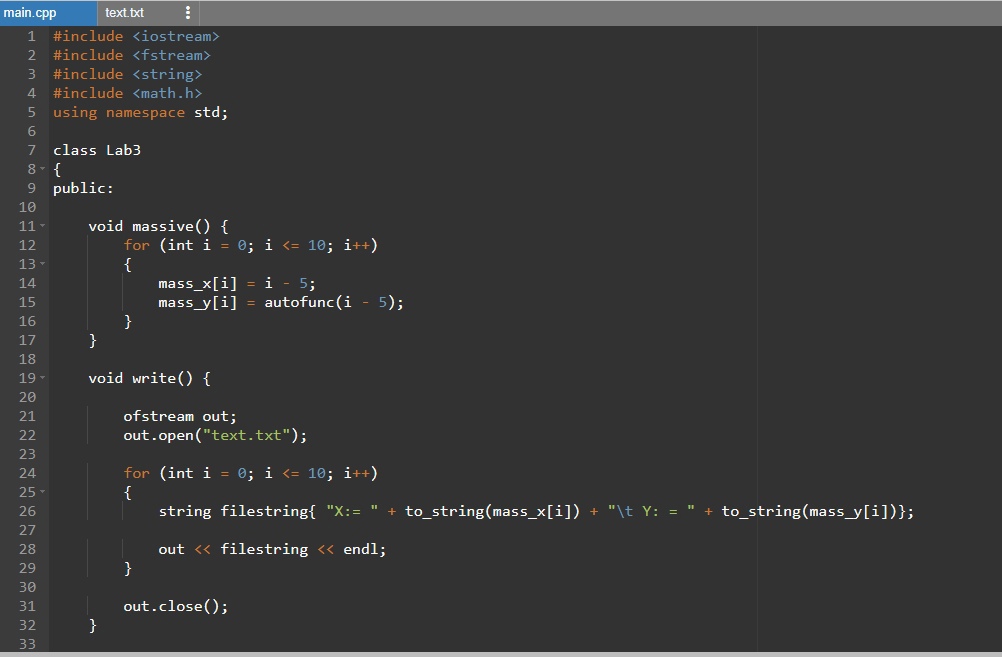 main.cpp text.txt
1 #include <iostream>
2 #include <fstream>
3 #include <string>
4 #include <math.h>
5 using namespace std;
6
7 class Lab3
8 {
9 public:
10
11 void massive() {
12 for (int i = 0; i <= 10; i++)
13 {
14 mass_x[i] = i - 5;
15 mass_y[i] = autofunc(i - 5);
16 }
17 }
18
19 void write() {
20
21 ofstream out;
22 out.open("text.txt");
23
24 for (int i = 0; i <= 10; i++)
25 {
26 string filestring{ "X:= " + to_string(mass_x[i]) + "\t Y: = " + to_string(mass_y[i])};
27
28 out << filestring << endl;
29 }
30
31 out.close();
32 }
33